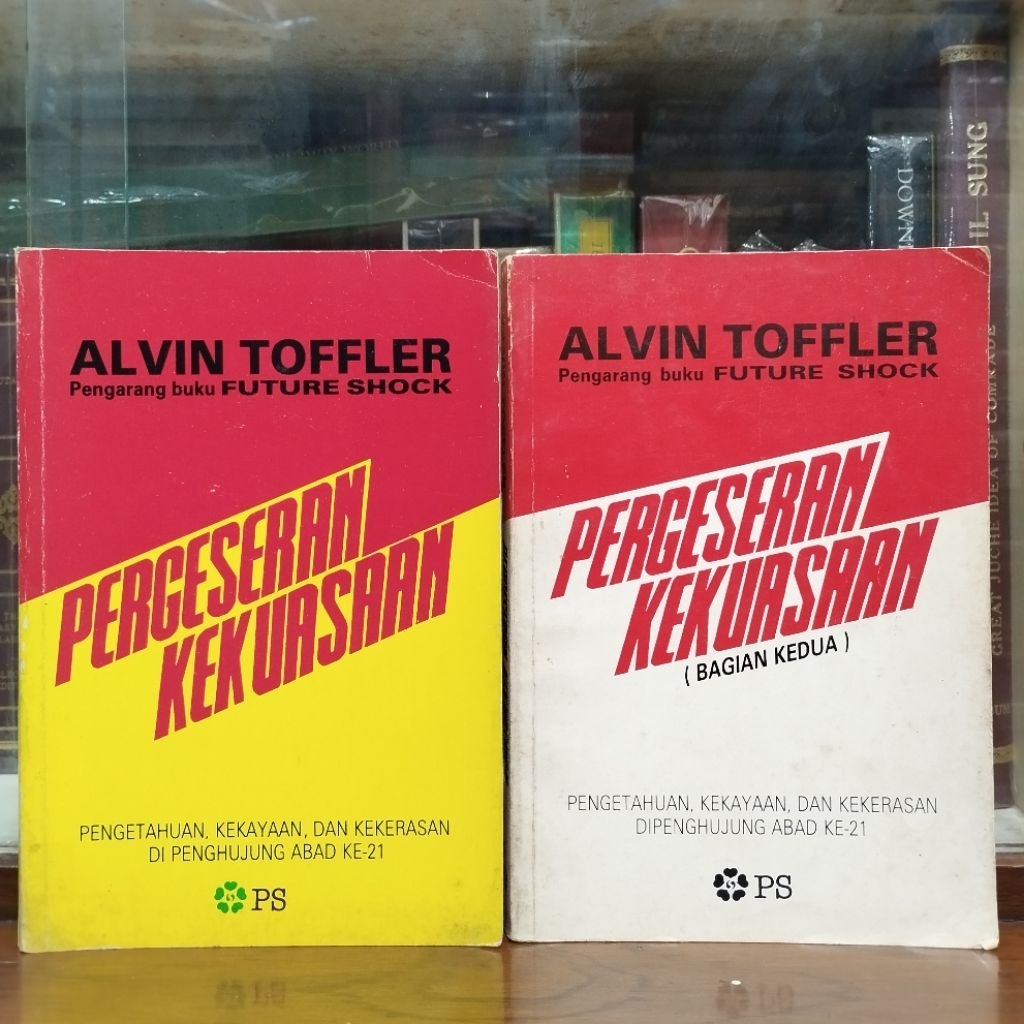 ALVIN TOFFLER
Pengarang buku FUTURE SHOCK
PERGESERAN
KEKUASAAN
PENGETAHUAN, KEKAYAAN, DAN KEKERASAN
DI PENGHUJUNG ABAD KE-21
PS
ALVIN TOFFLER
Pengarang buku FUTURE SHOCK
PERGESERAN
KEKUASAAN
( BAGIAN KEDUA )
PENGETAHUAN, KEKAYAAN, DAN KEKERASAN
DIPENGHUJUNG ABAD KE-21
PS
IL SUNG
GREAT JUCHE IDEA OF COMRADE